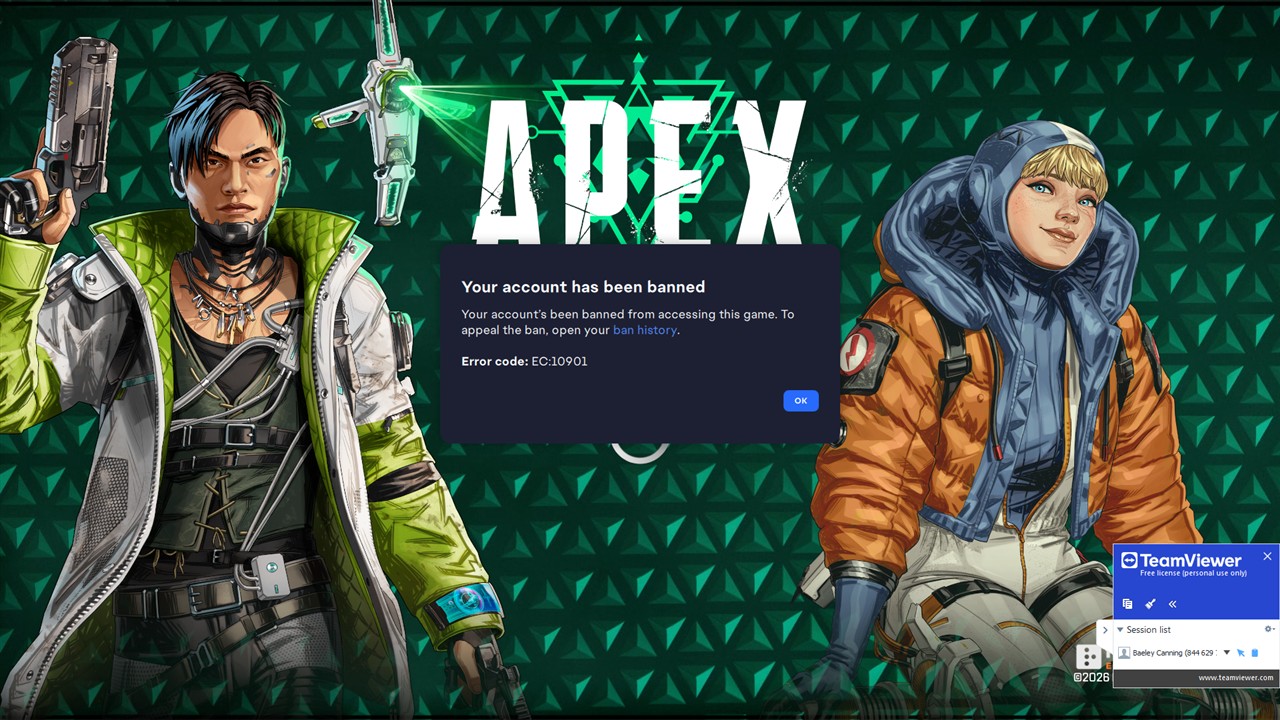 APEX
Your account has been banned
Your account's been banned from accessing this game. To
appeal the ban, open your ban history.
Error code: EC:10901
OK
TeamViewer
Free license (personal use only)
Session list
Baeley Canning (844 629
www.teamviewer.com
©2026